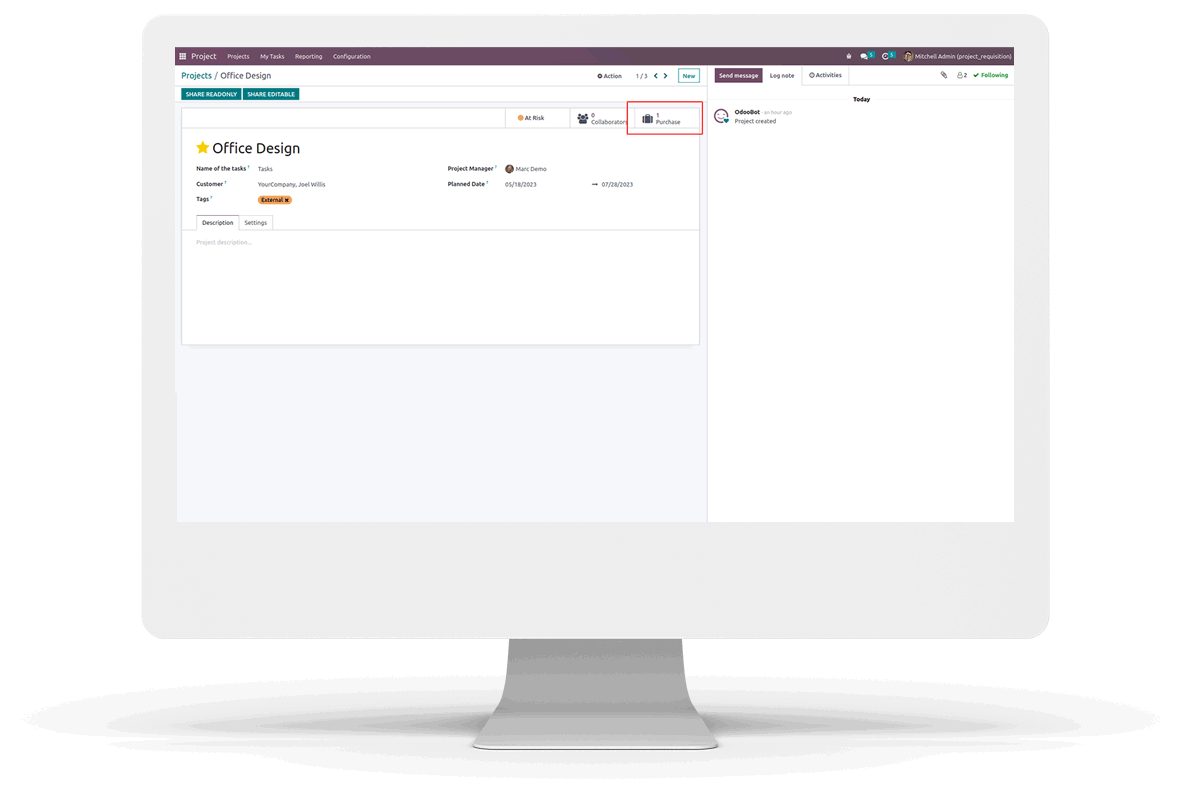 Project Projects My Tasks Reporting Configuration 5 5 Mitchell Admin (project_requisition)
Projects / Office Design Action 1 / 3 New
Send message Log note Activities 2 Following
SHARE READONLY SHARE EDITABLE
Today
At Risk
0
Collaborators
1
Purchase
OdooBot - an hour ago
Project created
Office Design
Name of the tasks ? Tasks
Project Manager ? Marc Demo
Customer ? YourCompany, Joel Willis
Planned Date ? 05/18/2023 → 07/28/2023
Tags ? External ×
Description Settings
Project description...